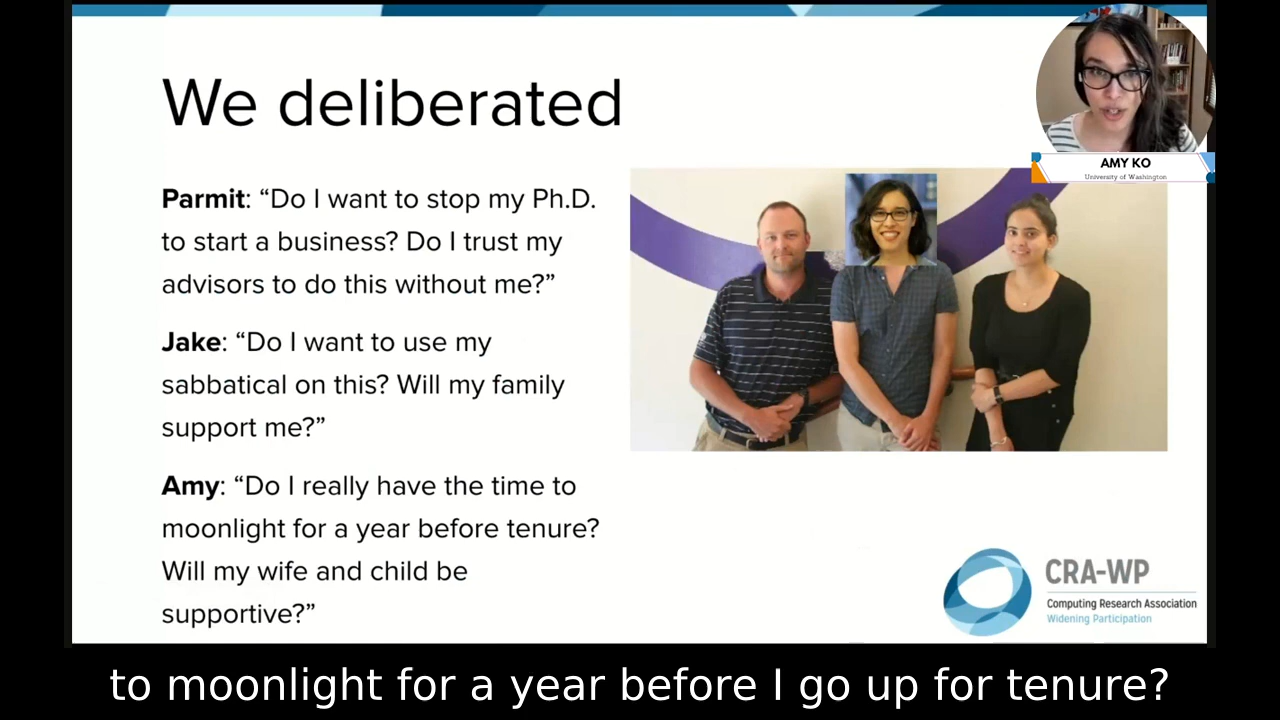 We deliberated
Parmit: “Do I want to stop my Ph.D.
to start a business? Do I trust my
advisors to do this without me?”
Jake: “Do I want to use my
sabbatical on this? Will my family
support me?”
Amy: “Do I really have the time to
moonlight for a year before tenure?
Will my wife and child be
supportive?”
AMY KO
University of Washington
CRA-WP
Computing Research Association
Widening Participation
to moonlight for a year before I go up for tenure?